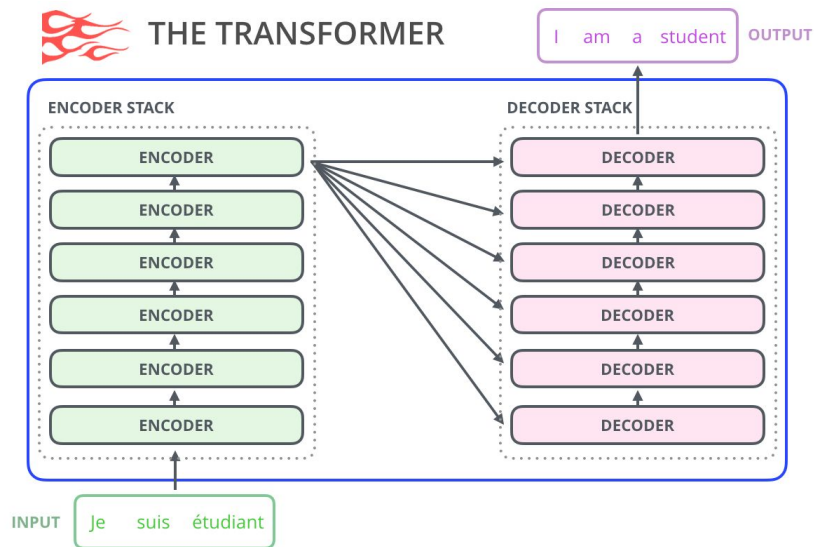 THE TRANSFORMER
I am a student
OUTPUT
ENCODER STACK
ENCODER
ENCODER
ENCODER
ENCODER
ENCODER
ENCODER
DECODER STACK
DECODER
DECODER
DECODER
DECODER
DECODER
DECODER
INPUT
Je suis étudiant